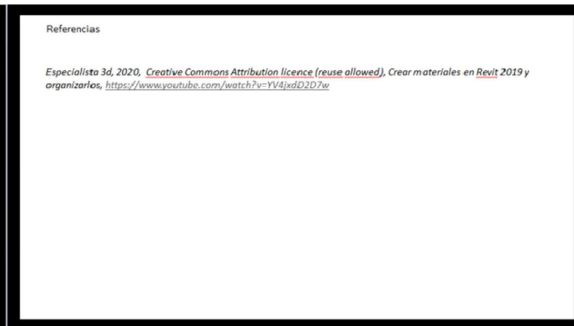 Referencias
Especialista 3d, 2020, Creative Commons Attribution licence (reuse allowed), Crear materiales en Revit 2019 y
organizarlos, https://www.youtube.com/watch?v=YV4jxdD2D7w